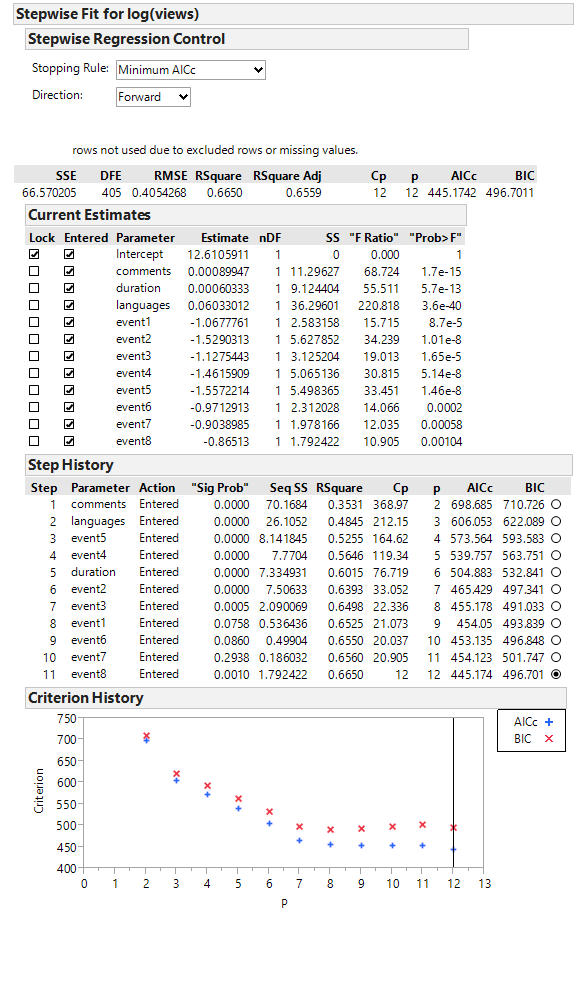 Stepwise Fit for log(views)
Stepwise Regression Control
Stopping Rule: Minimum AICc
Direction: Forward
rows not used due to excluded rows or missing values.
SSE DFE RMSE RSquare RSquare Adj Cp p AICc BIC
66.570205 405 0.4054268 0.6650 0.6559 12 12 445.1742 496.7011
Current Estimates
Lock Entered Parameter Estimate nDF SS "F Ratio" "Prob>F"
Intercept 12.6105911 1 0 0.000 1
comments 0.00089947 1 11.29627 68.724 1.7e-15
duration 0.00060333 1 9.124404 55.511 5.7e-13
languages 0.06033012 1 36.29601 220.818 3.6e-40
event1 -1.0677761 1 2.583158 15.715 8.7e-5
event2 -1.5290313 1 5.627852 34.239 1.01e-8
event3 -1.1275443 1 3.125204 19.013 1.65e-5
event4 -1.4615909 1 5.065136 30.815 5.14e-8
event5 -1.5572214 1 5.498365 33.451 1.46e-8
event6 -0.9712913 1 2.312028 14.066 0.0002
event7 -0.9038985 1 1.978166 12.035 0.00058
event8 -0.86513 1 1.792422 10.905 0.00104
Step History
Step Parameter Action "Sig Prob" Seq SS RSquare Cp p AICc BIC
1 comments Entered 0.0000 70.1684 0.3531 368.97 2 698.685 710.726
2 languages Entered 0.0000 26.1052 0.4845 212.15 3 606.053 622.089
3 event5 Entered 0.0000 8.141845 0.5255 164.62 4 573.564 593.583
4 event4 Entered 0.0000 7.7704 0.5646 119.34 5 539.757 563.751
5 duration Entered 0.0000 7.334931 0.6015 76.719 6 504.883 532.841
6 event2 Entered 0.0000 7.50633 0.6393 33.052 7 465.429 497.341
7 event3 Entered 0.0005 2.090069 0.6498 22.336 8 455.178 491.033
8 event1 Entered 0.0758 0.536436 0.6525 21.073 9 454.05 493.839
9 event6 Entered 0.0860 0.49904 0.6550 20.037 10 453.135 496.848
10 event7 Entered 0.2938 0.186032 0.6560 20.905 11 454.123 501.747
11 event8 Entered 0.0010 1.792422 0.6650 12 12 445.174 496.701
Criterion History
750
700
650
600
550
500
450
400
Criterion
0 1 2 3 4 5 6 7 8 9 10 11 12 13
p
AICc
BIC